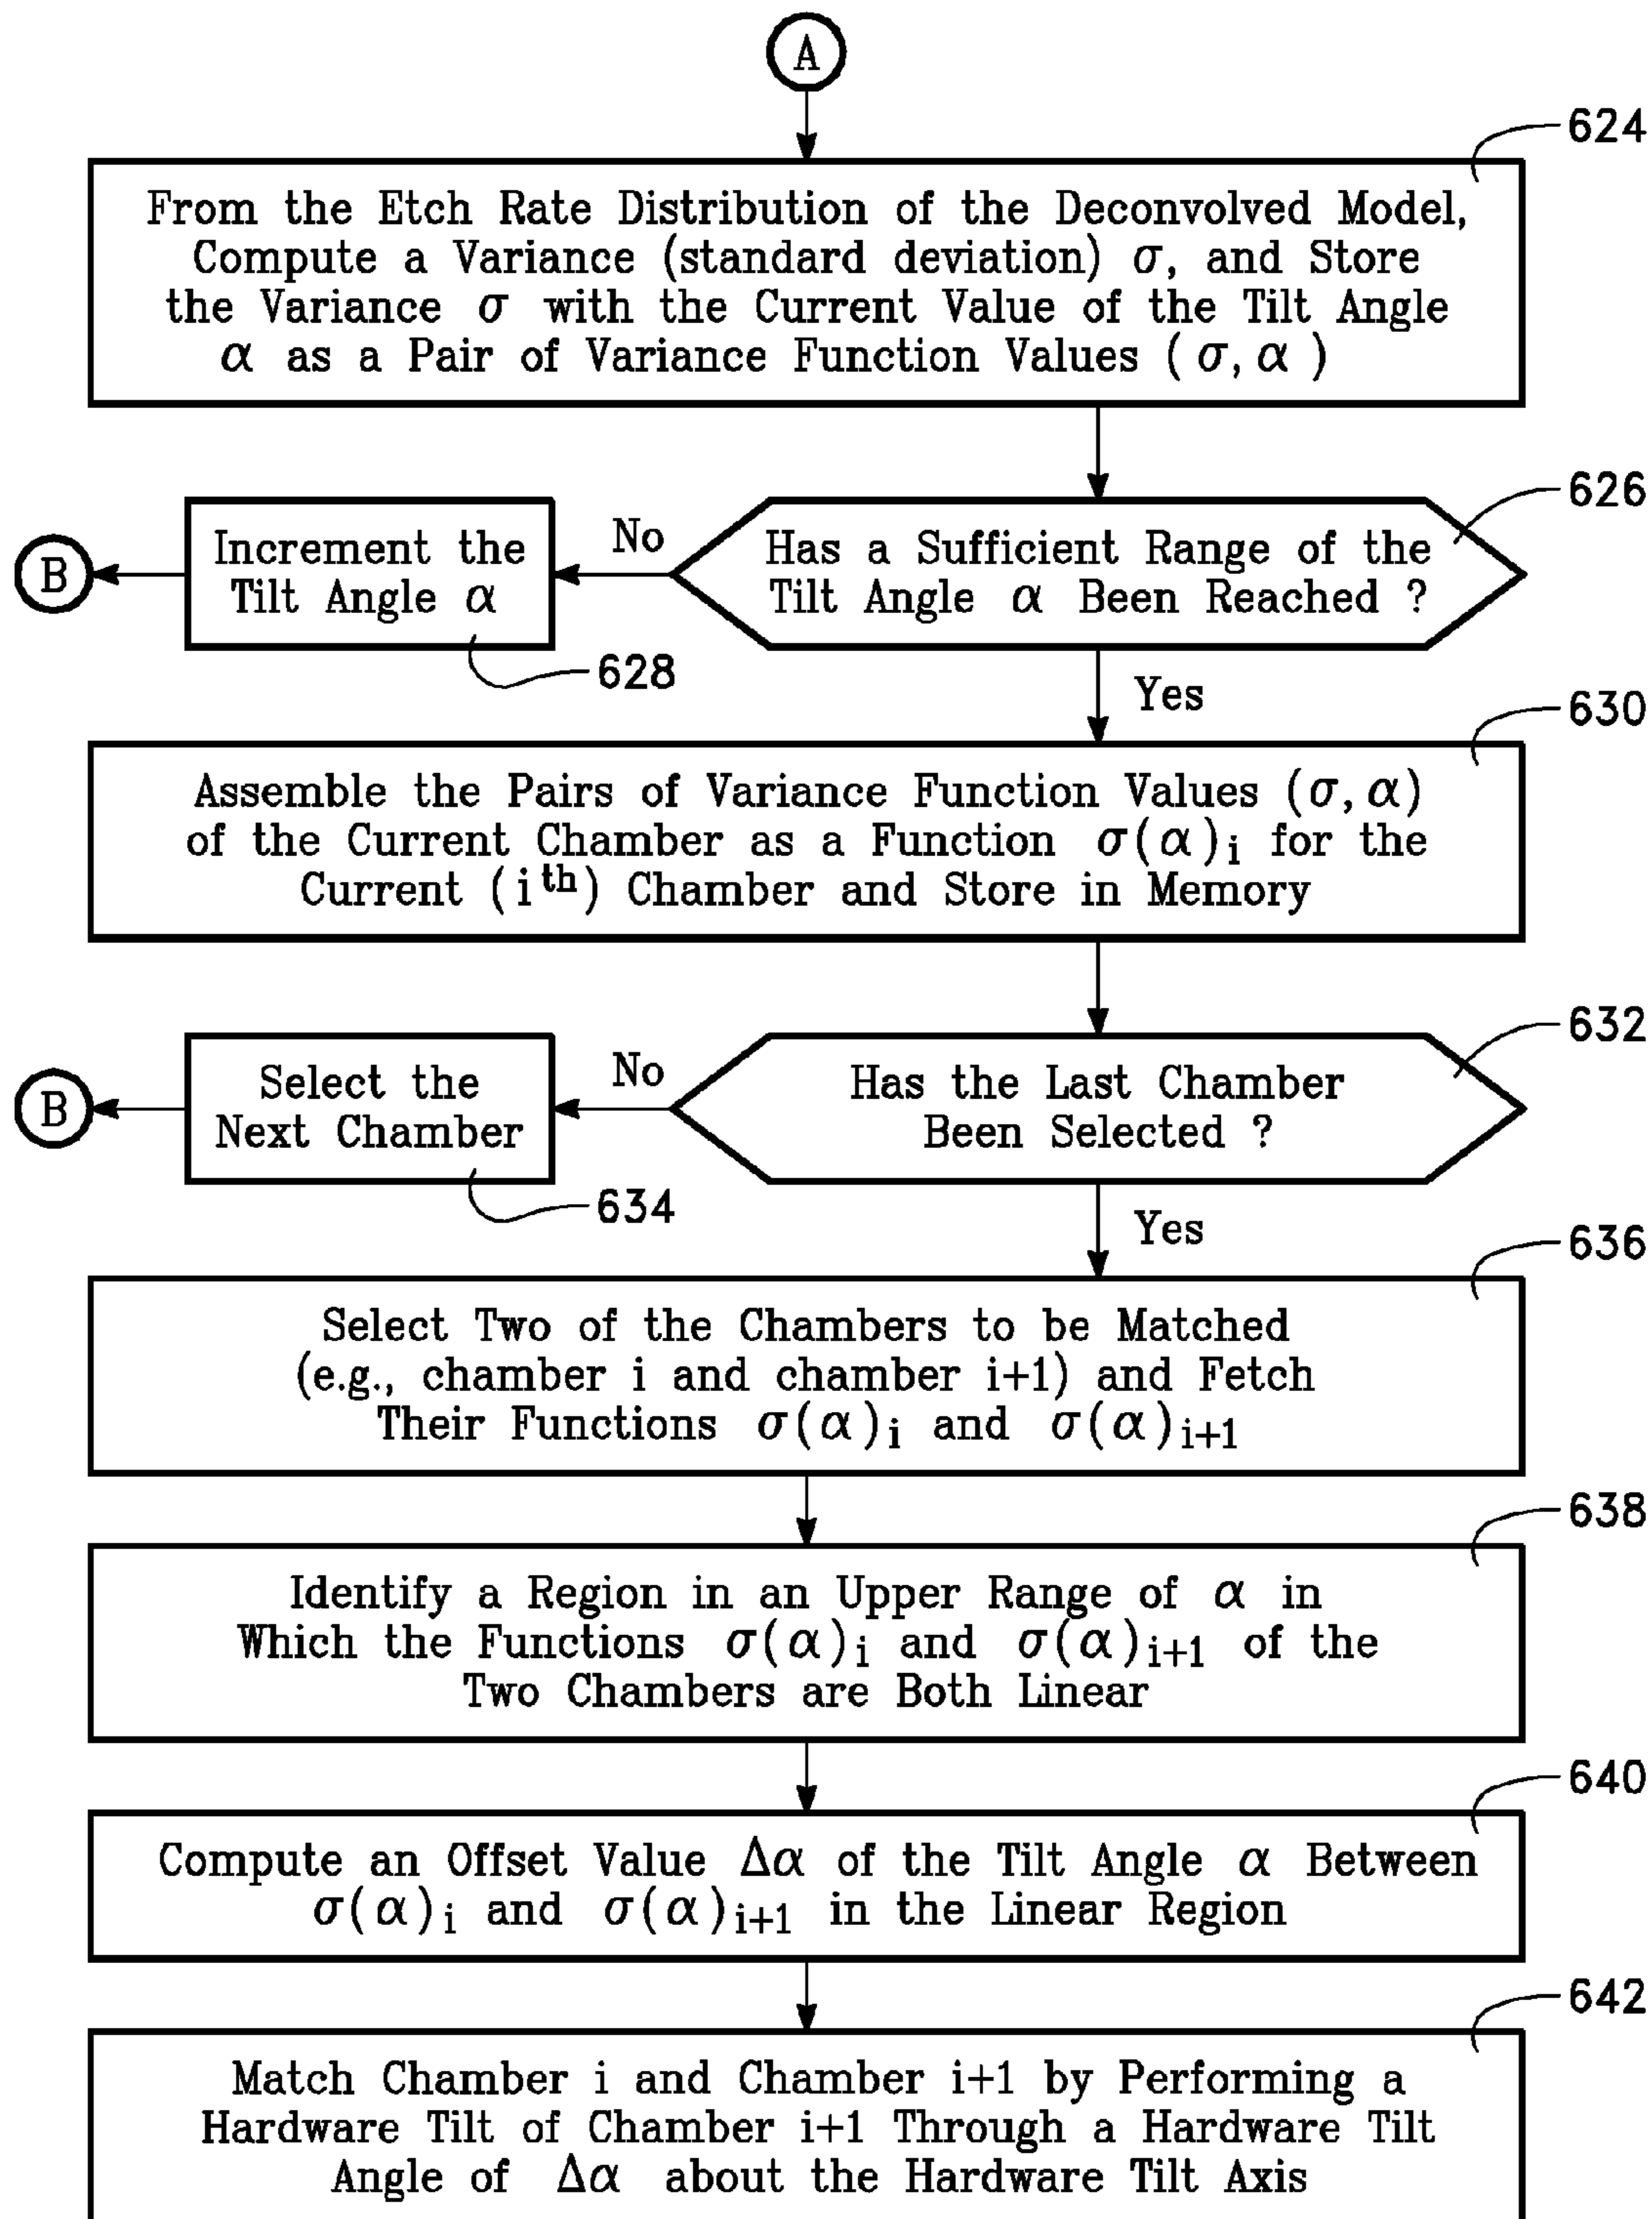 A
624
From the Etch Rate Distribution of the Deconvolved Model,
Compute a Variance (standard deviation) σ, and Store
the Variance σ with the Current Value of the Tilt Angle
α as a Pair of Variance Function Values (σ, α)
626
Has a Sufficient Range of the
Tilt Angle α Been Reached ?
No
Increment the
Tilt Angle α
B
628
Yes
630
Assemble the Pairs of Variance Function Values (σ, α)
of the Current Chamber as a Function σ(α)i for the
Current (i th) Chamber and Store in Memory
632
Has the Last Chamber
Been Selected ?
No
Select the
Next Chamber
B
634
Yes
636
Select Two of the Chambers to be Matched
(e.g., chamber i and chamber i+1) and Fetch
Their Functions σ(α)i and σ(α)i+1
638
Identify a Region in an Upper Range of α in
Which the Functions σ(α)i and σ(α)i+1 of the
Two Chambers are Both Linear
640
Compute an Offset Value Δα of the Tilt Angle α Between
σ(α)i and σ(α)i+1 in the Linear Region
642
Match Chamber i and Chamber i+1 by Performing a
Hardware Tilt of Chamber i+1 Through a Hardware Tilt
Angle of Δα about the Hardware Tilt Axis